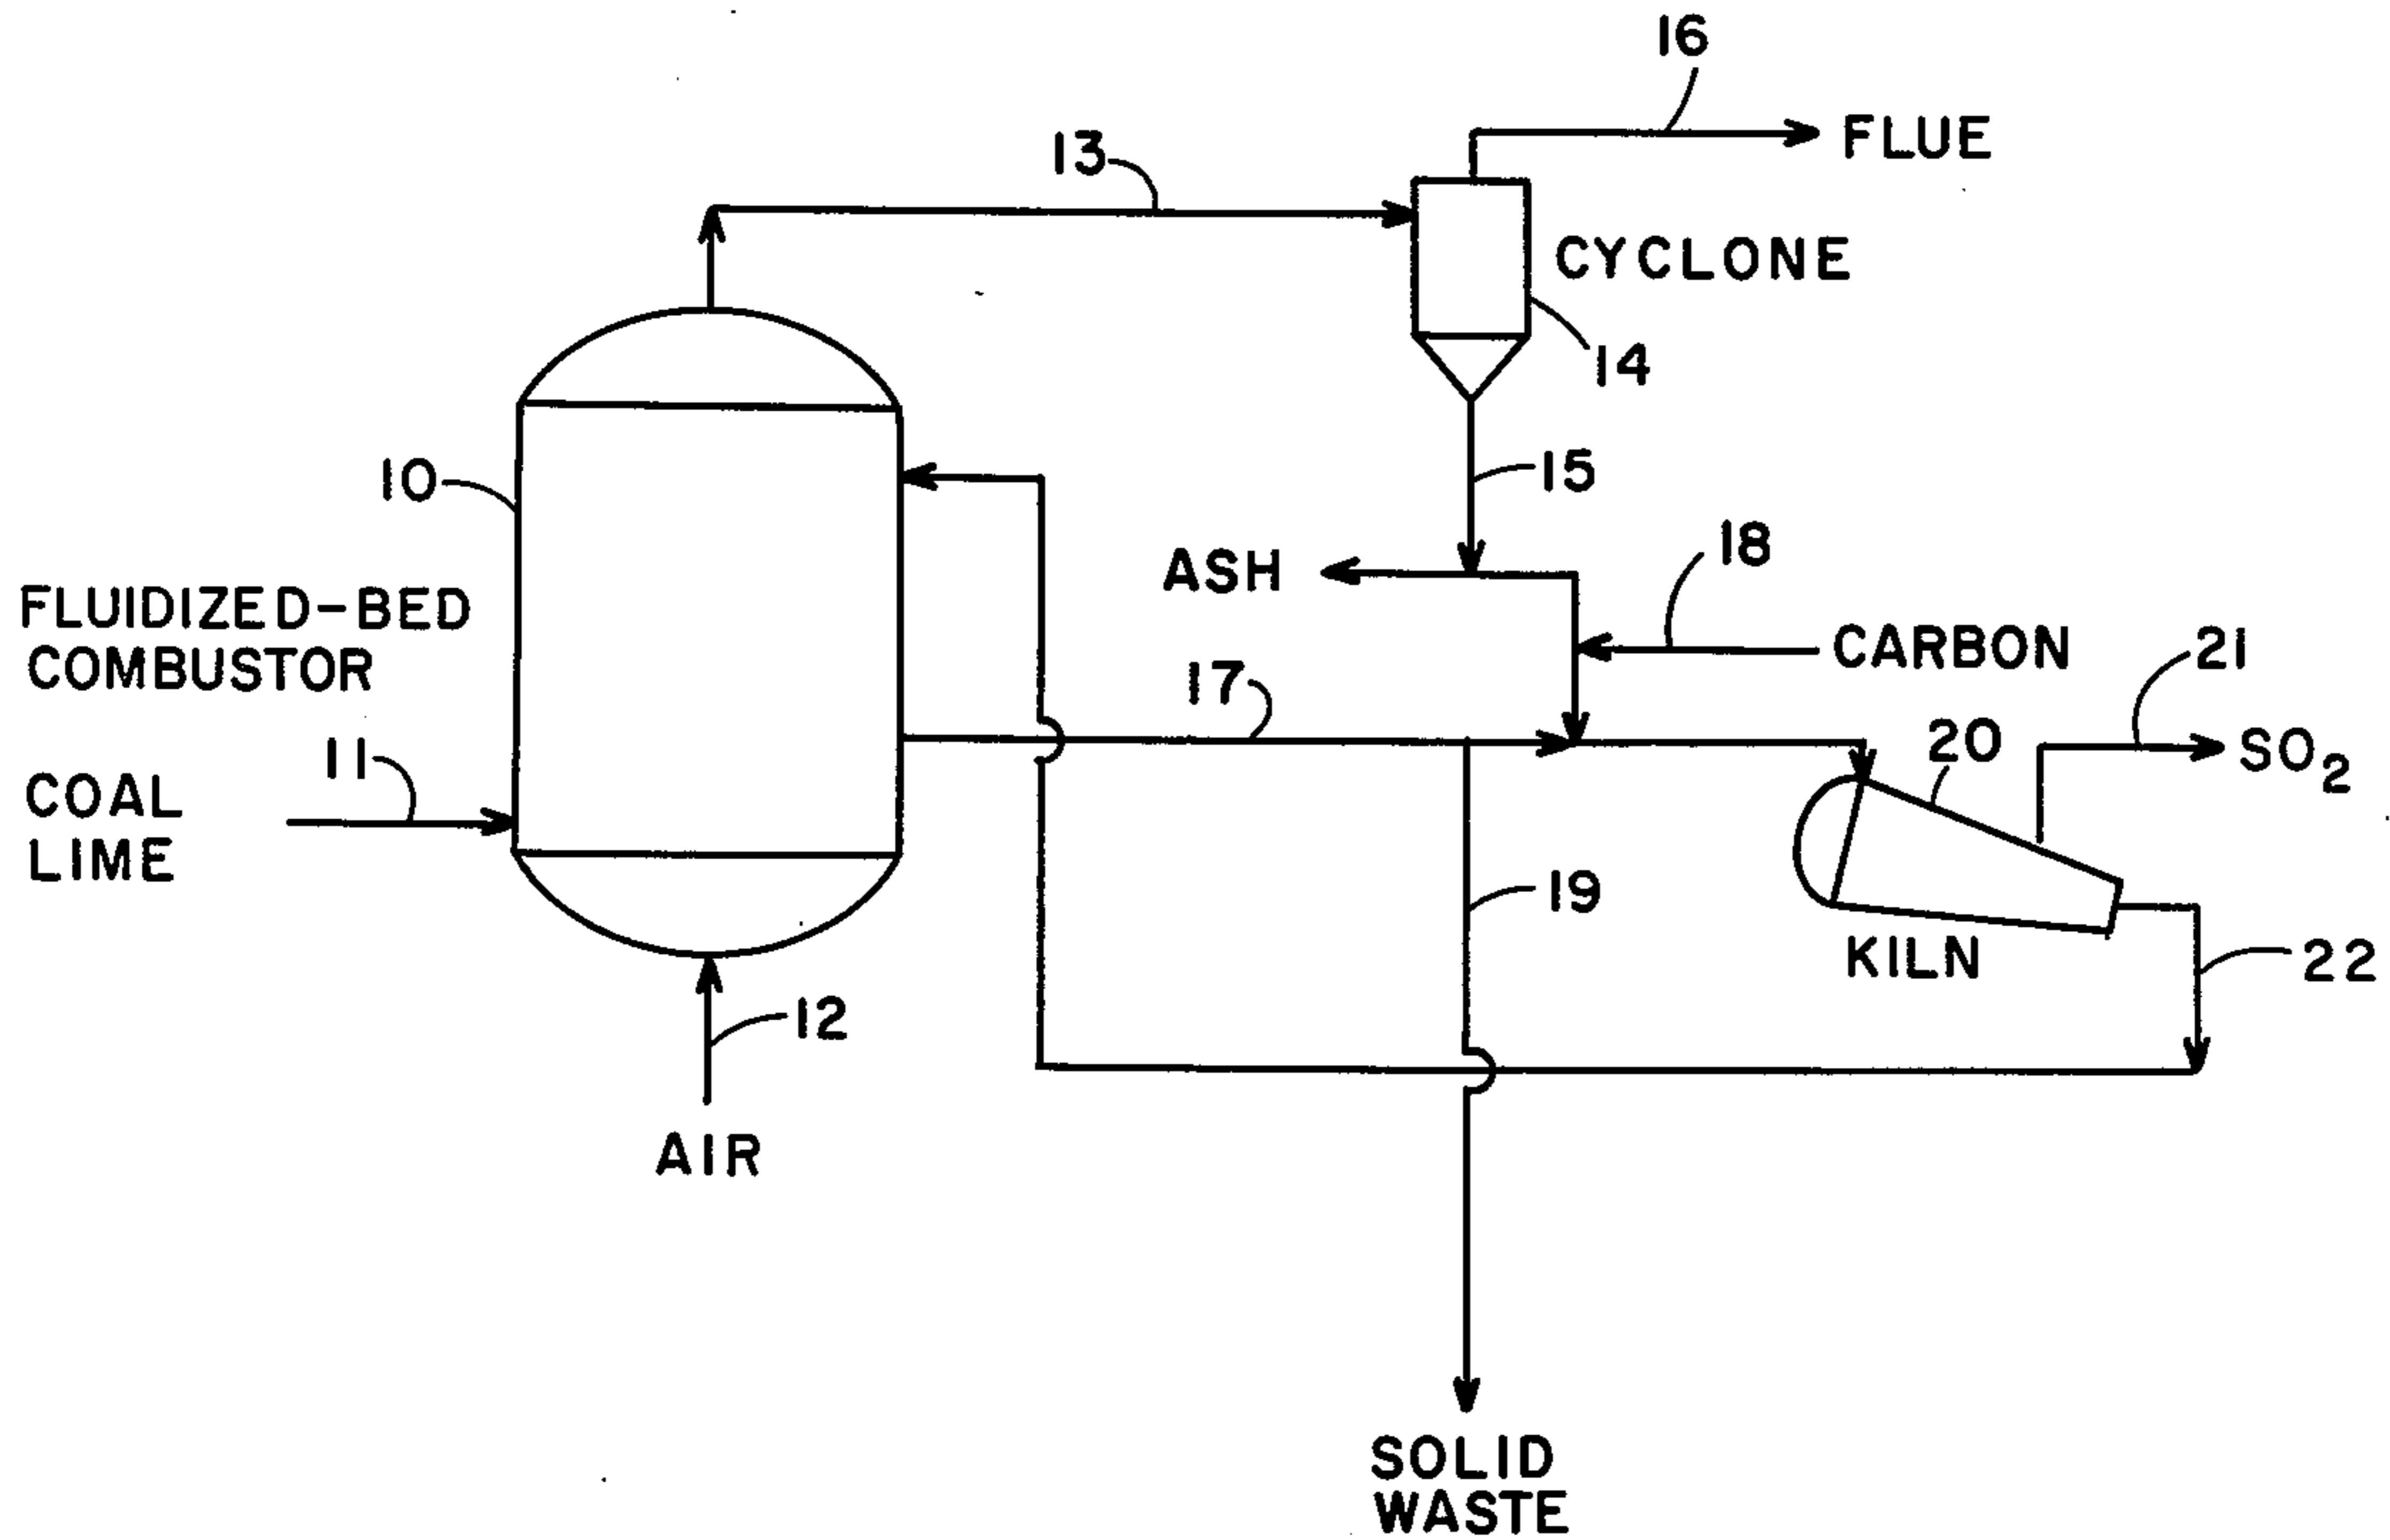 16
FLUE
13
CYCLONE
14
10
15
18
ASH
FLUIDIZED-BED
COMBUSTOR
CARBON
21
17
20
SO2
11
COAL
LIME
19
KILN
22
12
AIR
SOLID
WASTE